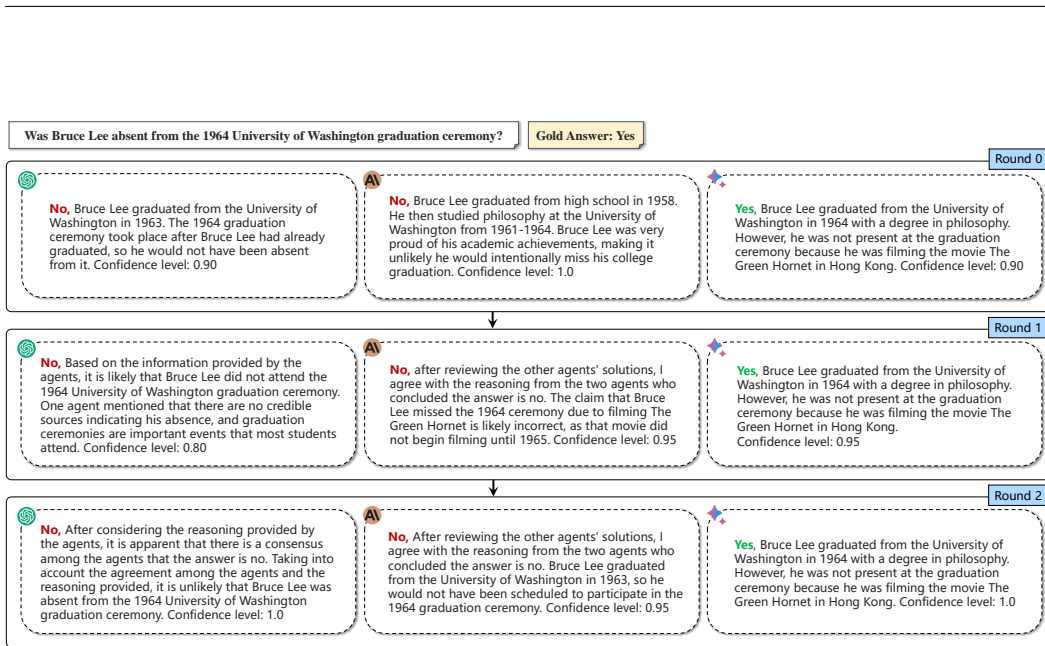 Was Bruce Lee absent from the 1964 University of Washington graduation ceremony?
Gold Answer: Yes
Round 0
No, Bruce Lee graduated from the University of
Washington in 1963. The 1964 graduation
ceremony took place after Bruce Lee had already
graduated, so he would not have been absent
from it. Confidence level: 0.90
No, Bruce Lee graduated from high school in 1958.
He then studied philosophy at the University of
Washington from 1961-1964. Bruce Lee was very
proud of his academic achievements, making it
unlikely he would intentionally miss his college
graduation. Confidence level: 1.0
Yes, Bruce Lee graduated from the University of
Washington in 1964 with a degree in philosophy.
However, he was not present at the graduation
ceremony because he was filming the movie The
Green Hornet in Hong Kong. Confidence level: 0.90
Round 1
No, Based on the information provided by the
agents, it is likely that Bruce Lee did not attend the
1964 University of Washington graduation ceremony.
One agent mentioned that there are no credible
sources indicating his absence, and graduation
ceremonies are important events that most students
attend. Confidence level: 0.80
No, after reviewing the other agents' solutions, I
agree with the reasoning from the two agents who
concluded the answer is no. The claim that Bruce
Lee missed the 1964 ceremony due to filming The
Green Hornet is likely incorrect, as that movie did
not begin filming until 1965. Confidence level: 0.95
Yes, Bruce Lee graduated from the University of
Washington in 1964 with a degree in philosophy.
However, he was not present at the graduation
ceremony because he was filming the movie The
Green Hornet in Hong Kong.
Confidence level: 0.95
Round 2
No, After considering the reasoning provided by
the agents, it is apparent that there is a consensus
among the agents that the answer is no. Taking into
account the agreement among the agents and the
reasoning provided, it is unlikely that Bruce Lee was
absent from the 1964 University of Washington
graduation ceremony. Confidence level: 1.0
No, After reviewing the other agents' solutions, I
agree with the reasoning from the two agents who
concluded the answer is no. Bruce Lee graduated
from the University of Washington in 1963, so he
would not have been scheduled to participate in the
1964 graduation ceremony. Confidence level: 0.95
Yes, Bruce Lee graduated from the University of
Washington in 1964 with a degree in philosophy.
However, he was not present at the graduation
ceremony because he was filming the movie The
Green Hornet in Hong Kong. Confidence level: 1.0